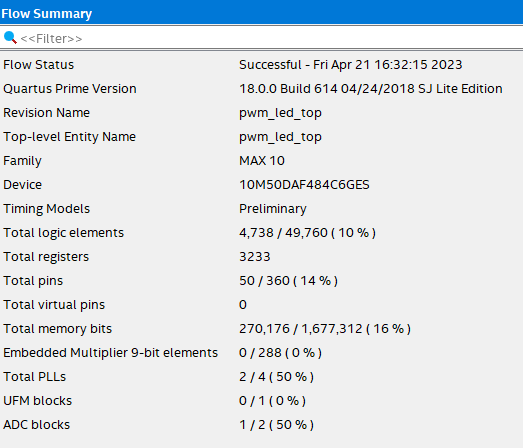 Flow Summary
<<Filter>>
Flow Status Successful - Fri Apr 21 16:32:15 2023
Quartus Prime Version 18.0.0 Build 614 04/24/2018 SJ Lite Edition
Revision Name pwm_led_top
Top-level Entity Name pwm_led_top
Family MAX 10
Device 10M50DAF484C6GES
Timing Models Preliminary
Total logic elements 4,738 / 49,760 ( 10 % )
Total registers 3233
Total pins 50 / 360 ( 14 % )
Total virtual pins 0
Total memory bits 270,176 / 1,677,312 ( 16 % )
Embedded Multiplier 9-bit elements 0 / 288 ( 0 % )
Total PLLs 2 / 4 ( 50 % )
UFM blocks 0 / 1 ( 0 % )
ADC blocks 1 / 2 ( 50 % )